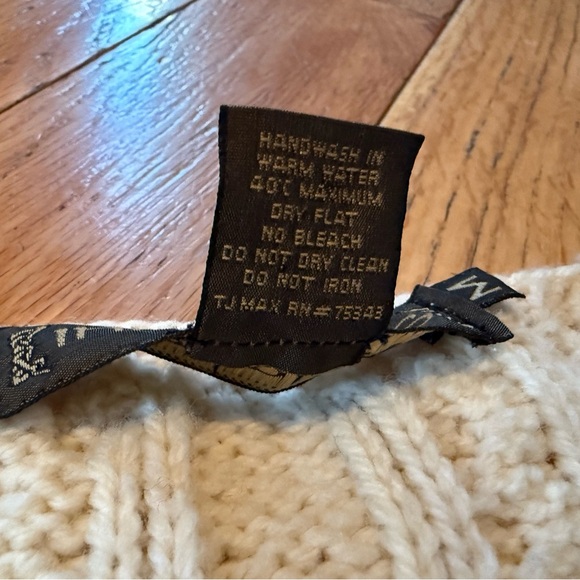 HANDWASH IN
WARM WATER
40°C MAXIMUM
DRY FLAT
NO BLEACH
DO NOT DRY CLEAN
DO NOT IRON
TJ MAX RN# 75343
M